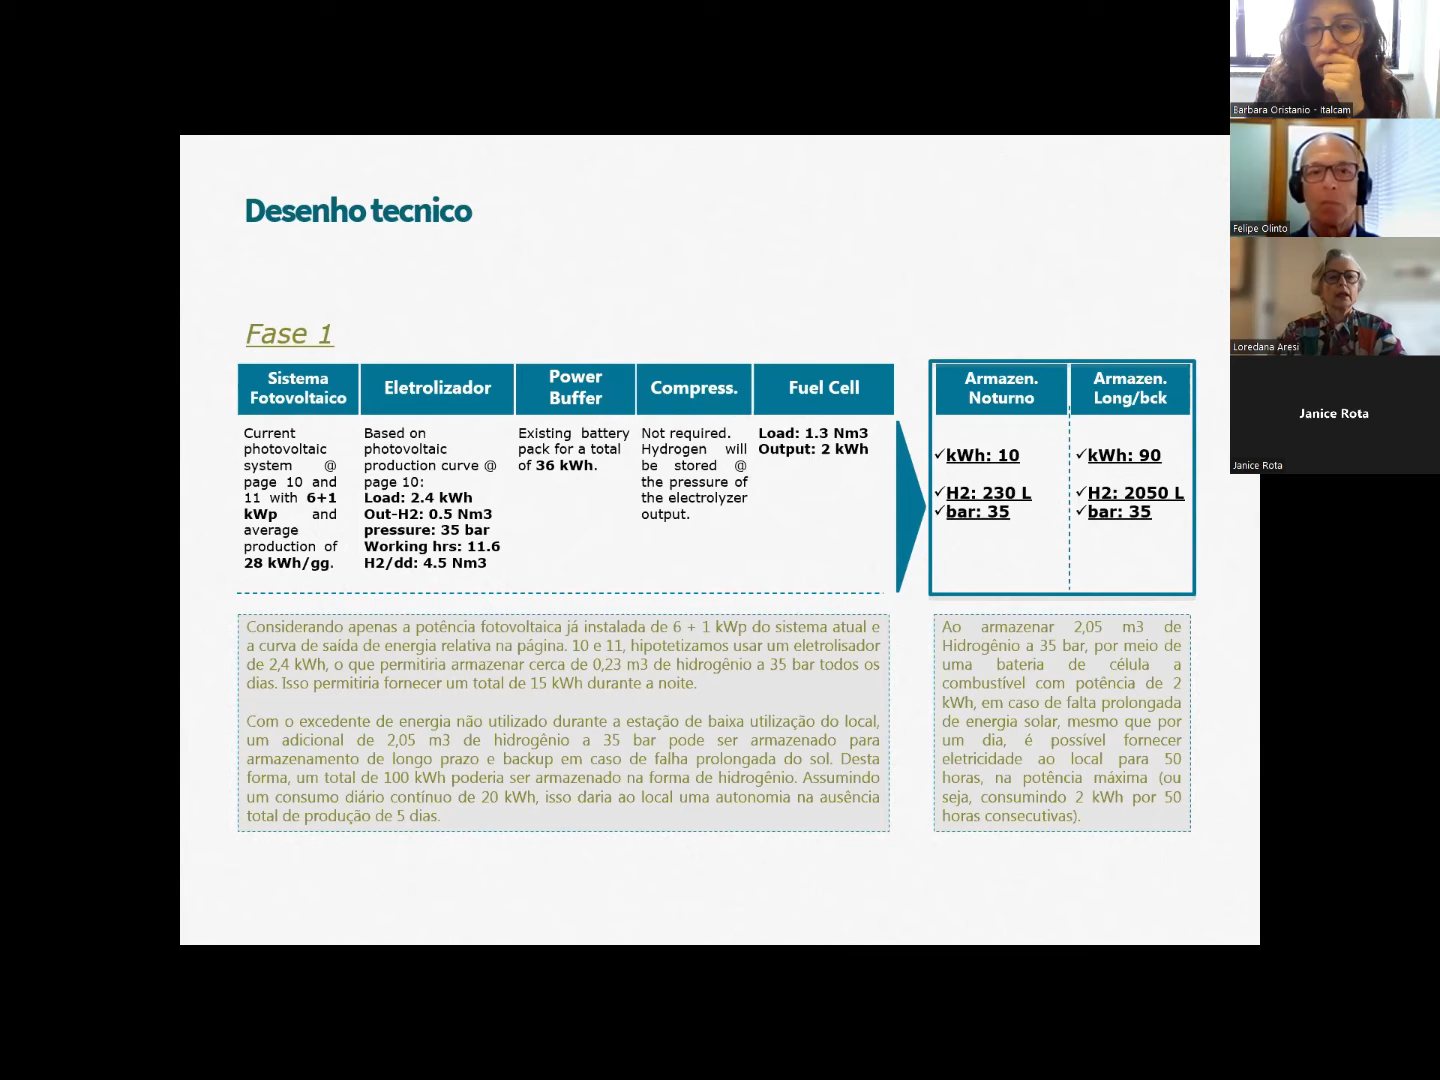 Desenho tecnico
Fase 1
Sistema
Fotovoltaico
Eletrolizador
Power
Buffer
Compress.
Fuel Cell
Armazen.
Noturno
Armazen.
Long/bck
Current
photovoltaic
system @
page 10 and
11 with 6+1
kWp and
average
production of
28 kWh/gg.
Based on
photovoltaic
production curve @
page 10:
Load: 2.4 kWh
Out-H2: 0.5 Nm3
pressure: 35 bar
Working hrs: 11.6
H2/dd: 4.5 Nm3
Existing battery
pack for a total
of 36 kWh.
Not required.
Hydrogen will
be stored @
the pressure of
the electrolyzer
output.
Load: 1.3 Nm3
Output: 2 kWh
✓kWh: 10
✓H2: 230 L
✓bar: 35
✓kWh: 90
✓H2: 2050 L
✓bar: 35
Considerando apenas a potência fotovoltaica já instalada de 6 + 1 kWp do sistema atual e
a curva de saída de energia relativa na página. 10 e 11, hipotetizamos usar um eletrolisador
de 2,4 kWh, o que permitiria armazenar cerca de 0,23 m3 de hidrogênio a 35 bar todos os
dias. Isso permitiria fornecer um total de 15 kWh durante a noite.
Com o excedente de energia não utilizado durante a estação de baixa utilização do local,
um adicional de 2,05 m3 de hidrogênio a 35 bar pode ser armazenado para
armazenamento de longo prazo e backup em caso de falha prolongada do sol. Desta
forma, um total de 100 kWh poderia ser armazenado na forma de hidrogênio. Assumindo
um consumo diário contínuo de 20 kWh, isso daria ao local uma autonomia na ausência
total de produção de 5 dias.
Ao armazenar 2,05 m3 de
Hidrogênio a 35 bar, por meio de
uma bateria de célula a
combustível com potência de 2
kWh, em caso de falta prolongada
de energia solar, mesmo que por
um dia, é possível fornecer
eletricidade ao local para 50
horas, na potência máxima (ou
seja, consumindo 2 kWh por 50
horas consecutivas).
Barbara Oristanio - Italcam
Felipe Olinto
Loredana Aresi
Janice Rota
Janice Rota